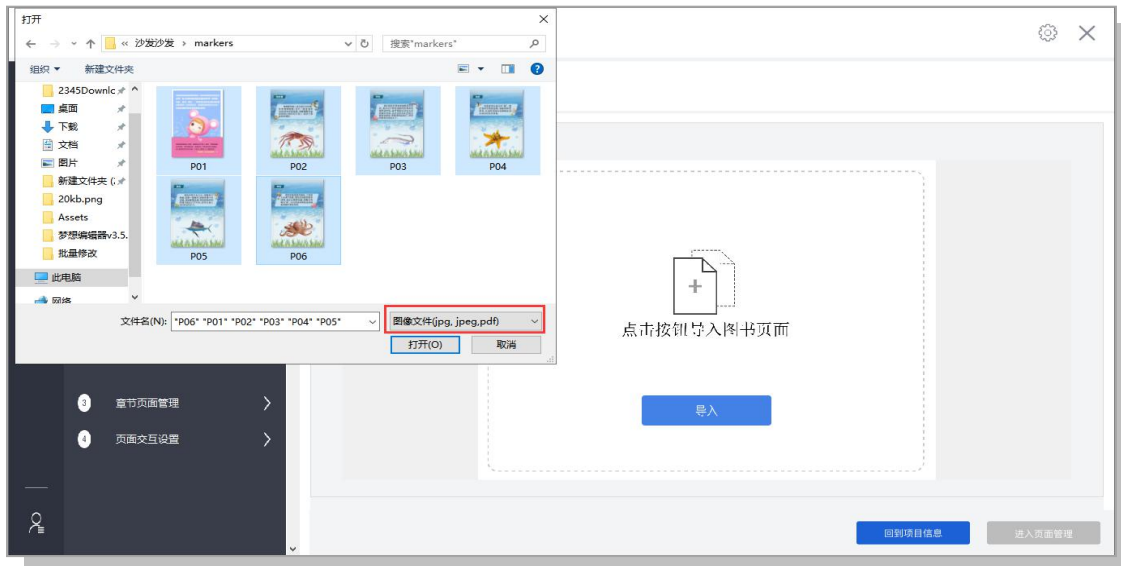 打开
沙发沙发 › markers
搜索"markers"
组织
新建文件夹
2345Downlc
桌面
下载
文档
图片
新建文件夹 (
20kb.png
Assets
梦想编辑器v3.5.
批量修改
此电脑
网络
P01
P02
P03
P04
P05
P06
文件名(N):
"P06" "P01" "P02" "P03" "P04" "P05"
图像文件(jpg, jpeg,pdf)
打开(O)
取消
3 章节页面管理
4 页面交互设置
点击按钮导入图书页面
导入
回到项目信息
进入页面管理